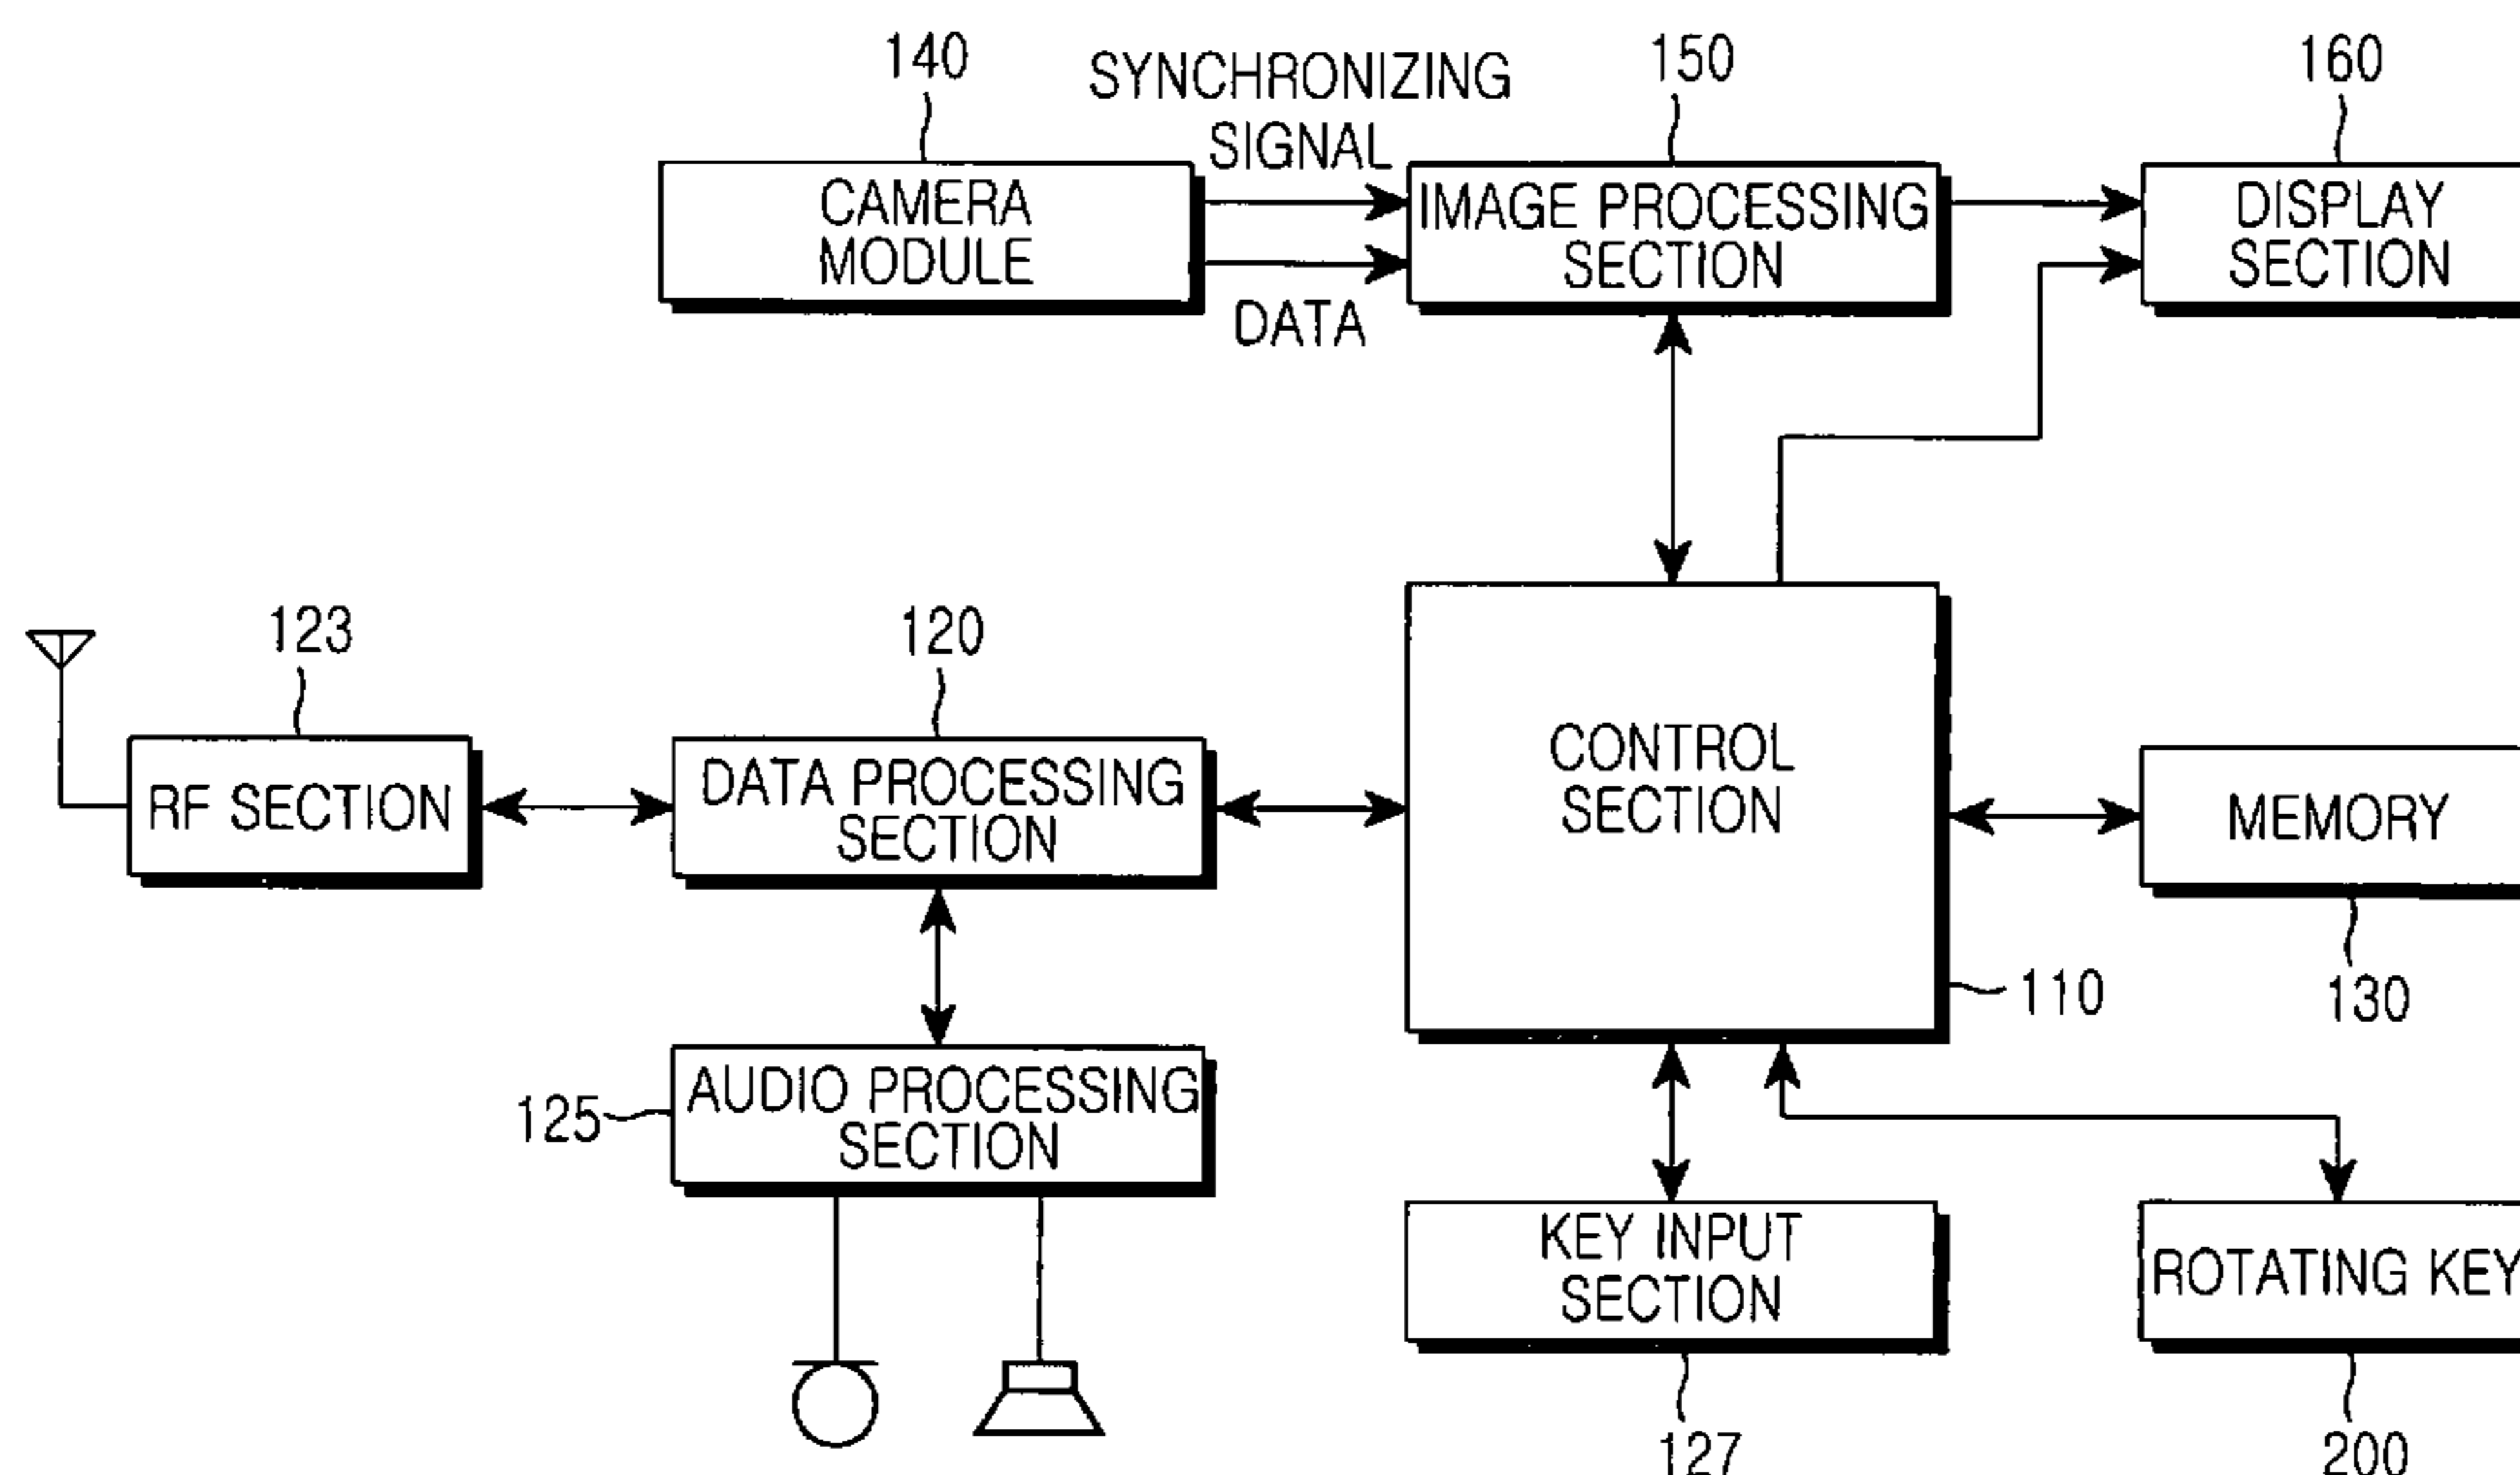 140
SYNCHRONIZING
SIGNAL
150
160
CAMERA
MODULE
IMAGE PROCESSING
SECTION
DISPLAY
SECTION
DATA
123
120
RF SECTION
DATA PROCESSING
SECTION
CONTROL
SECTION
MEMORY
110
130
125
AUDIO PROCESSING
SECTION
KEY INPUT
SECTION
ROTATING KEY
127
200